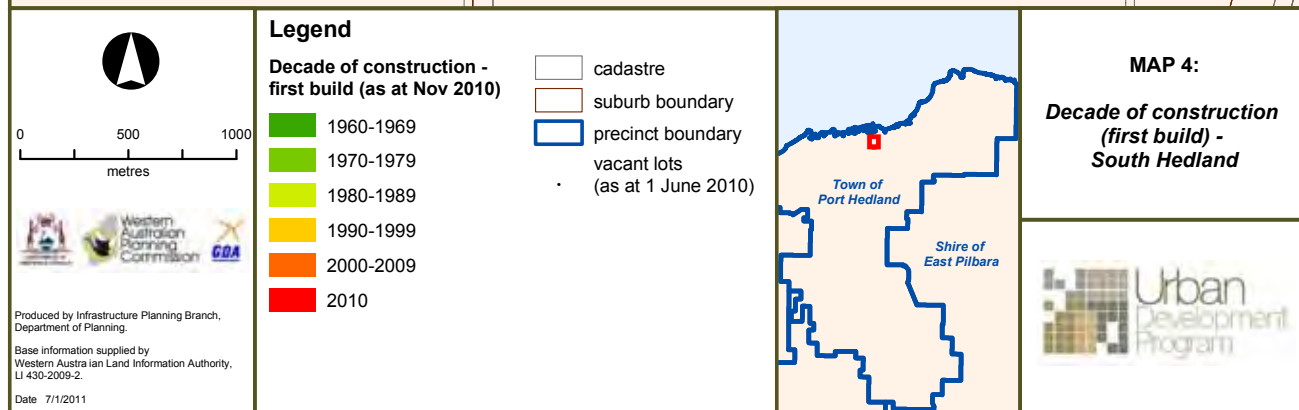 0 500 1000
metres
Western
Australian
Planning
Commission
GDA
Produced by Infrastructure Planning Branch,
Department of Planning.
Base information supplied by
Western Austra ian Land Information Authority,
LI 430-2009-2.
Date 7/1/2011
Legend
Decade of construction -
first build (as at Nov 2010)
1960-1969
1970-1979
1980-1989
1990-1999
2000-2009
2010
cadastre
suburb boundary
precinct boundary
vacant lots
(as at 1 June 2010)
Town of
Port Hedland
Shire of
East Pilbara
MAP 4:
Decade of construction
(first build) -
South Hedland
Urban
Development
Program